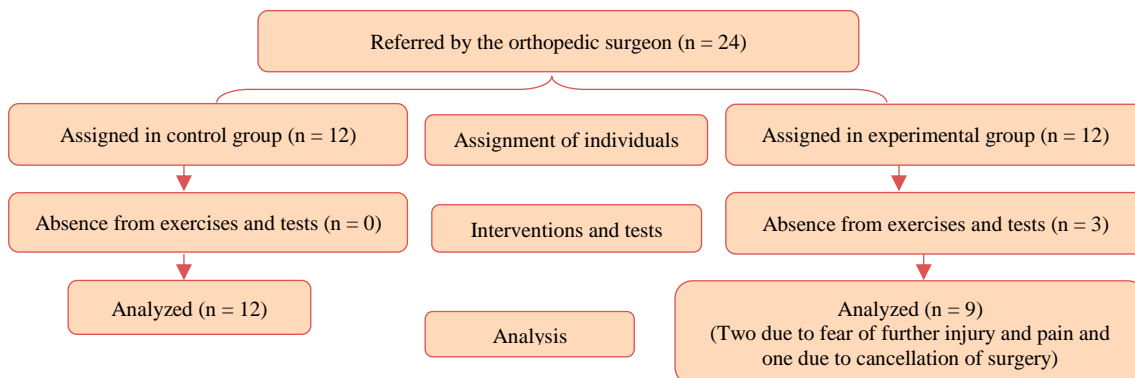 Referred by the orthopedic surgeon (n = 24)
Assigned in control group (n = 12)
Assignment of individuals
Assigned in experimental group (n = 12)
Absence from exercises and tests (n = 0)
Interventions and tests
Absence from exercises and tests (n = 3)
Analyzed (n = 12)
Analysis
Analyzed (n = 9)
(Two due to fear of further injury and pain and
one due to cancellation of surgery)